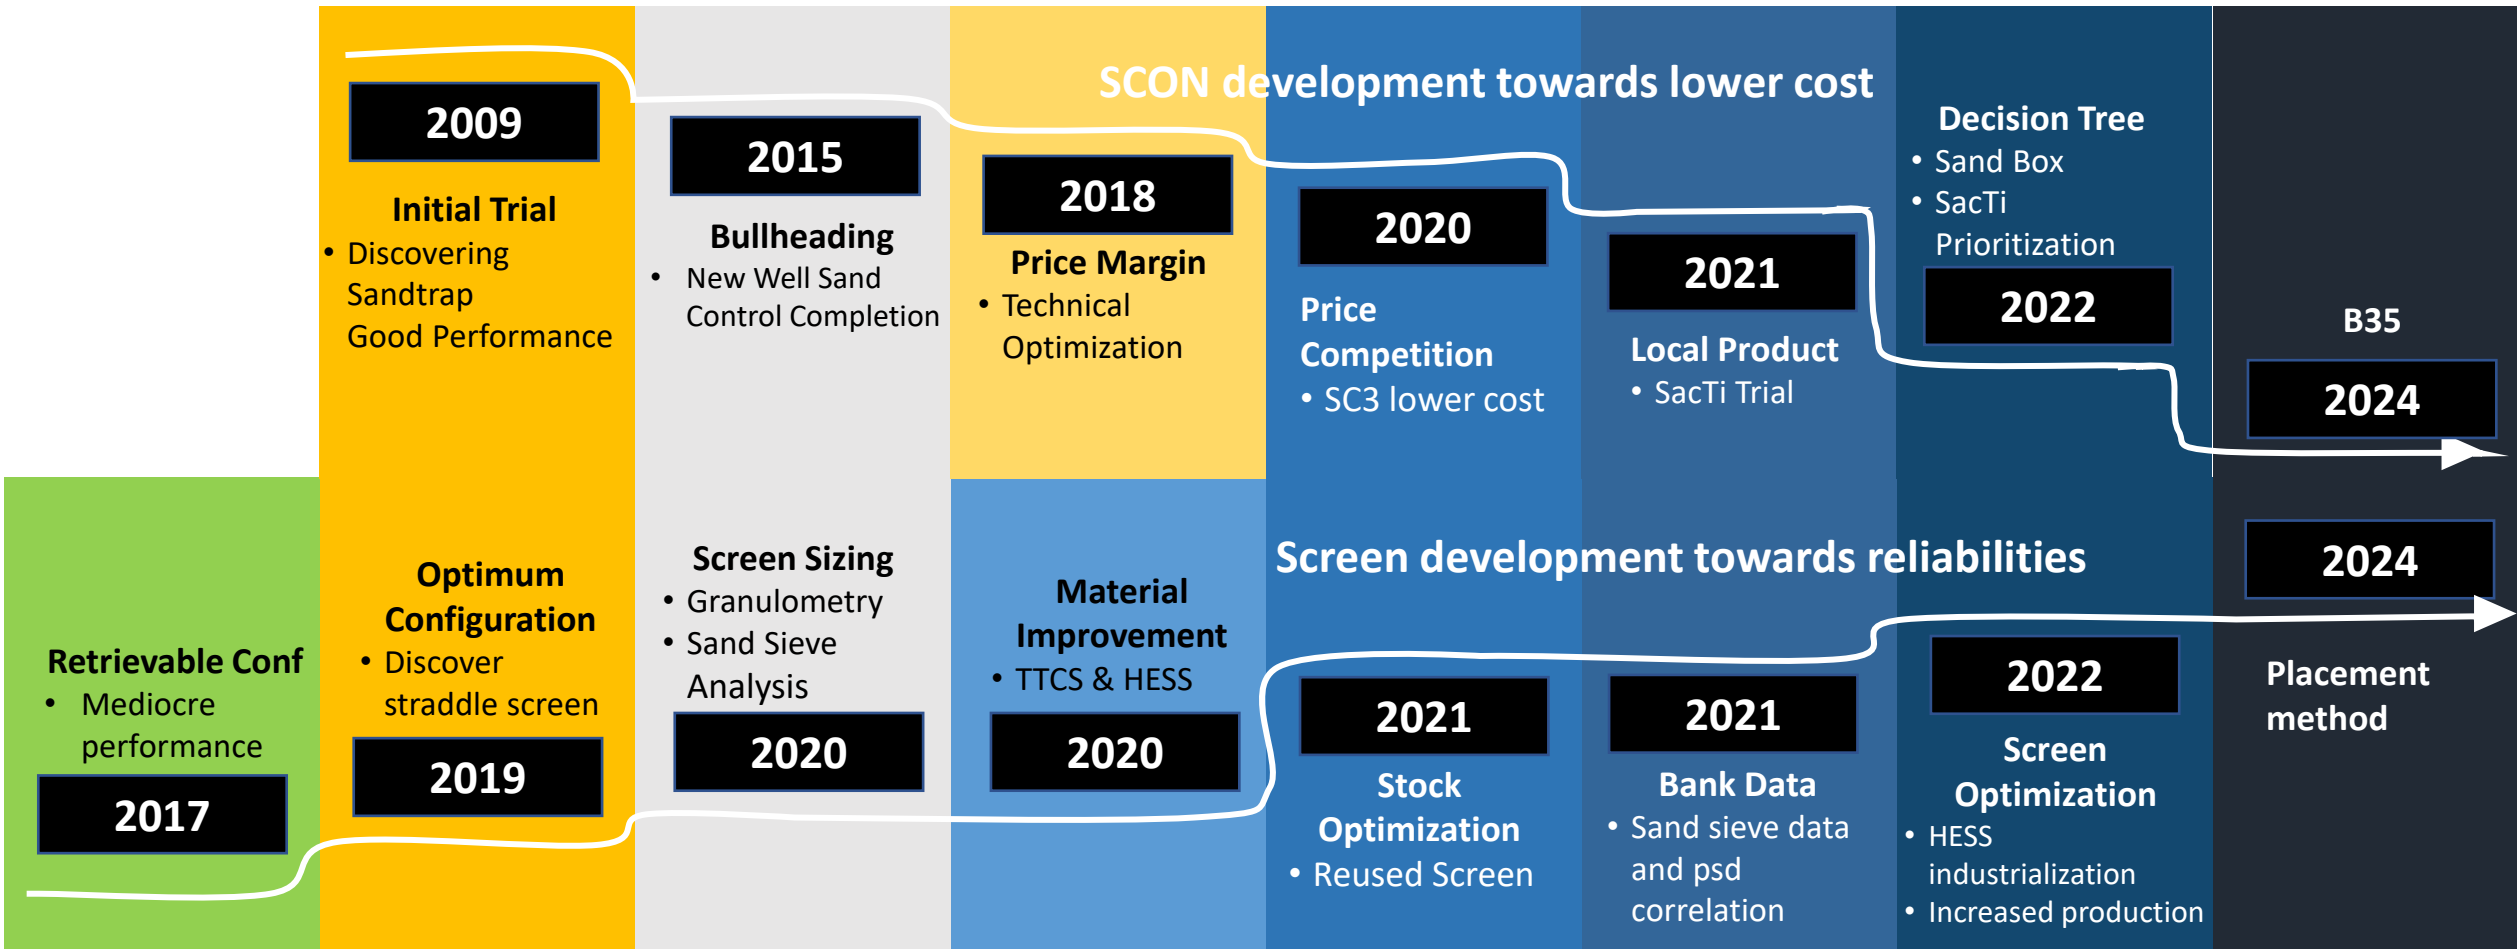 SCON development towards lower cost
2009
Initial Trial
• Discovering
Sandtrap
Good Performance
2015
Bullheading
• New Well Sand
Control Completion
2018
Price Margin
• Technical
Optimization
2020
Price
Competition
• SC3 lower cost
2021
Local Product
• SacTi Trial
Decision Tree
• Sand Box
• SacTi
Prioritization
2022
B35
2024
Screen development towards reliabilities
Retrievable Conf
• Mediocre
performance
2017
Optimum
Configuration
• Discover
straddle screen
2019
Screen Sizing
• Granulometry
• Sand Sieve
Analysis
2020
Material
Improvement
• TTCS & HESS
2020
2021
Stock
Optimization
• Reused Screen
2021
Bank Data
• Sand sieve data
and psd
correlation
2022
Screen
Optimization
• HESS
industrialization
• Increased production
2024
Placement
method